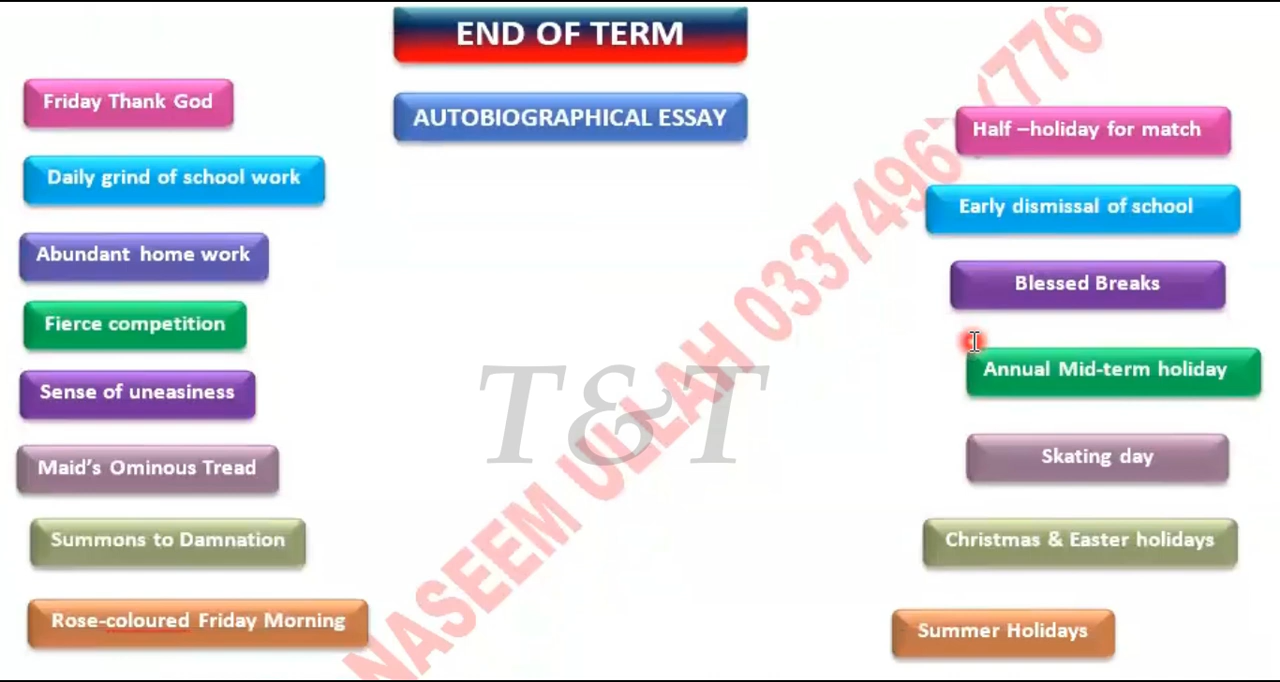 END OF TERM
AUTOBIOGRAPHICAL ESSAY
Friday Thank God
Daily grind of school work
Abundant home work
Fierce competition
Sense of uneasiness
Maid's Ominous Tread
Summons to Damnation
Rose-coloured Friday Morning
Half –holiday for match
Early dismissal of school
Blessed Breaks
Annual Mid-term holiday
Skating day
Christmas & Easter holidays
Summer Holidays
T&T
NASEEM ULLAH